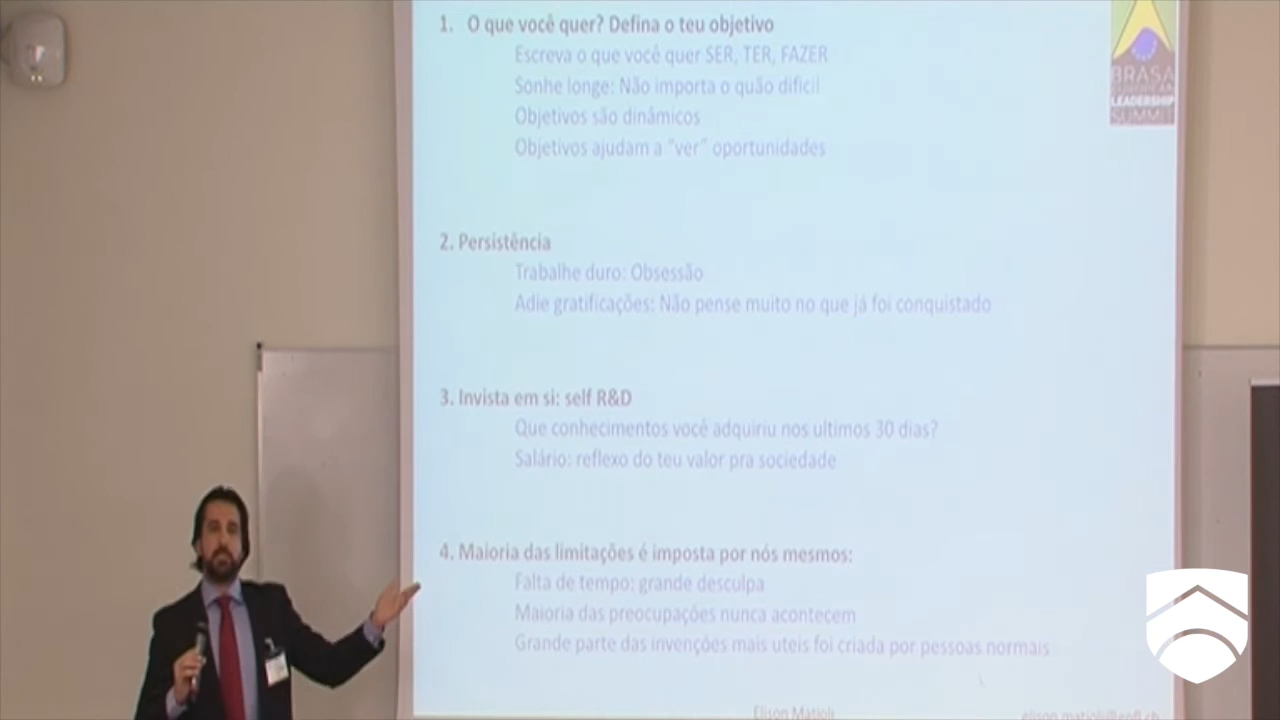 1. O que você quer? Defina o teu objetivo
Escreva o que você quer SER, TER, FAZER
Sonhe longe: Não importa o quão dificil
Objetivos são dinâmicos
Objetivos ajudam a "ver" oportunidades
BRASA
LEADERSHIP
SUMMIT
2. Persistência
Trabalhe duro: Obsessão
Adie gratificações: Não pense muito no que já foi conquistado
3. Invista em si: self R&D
Que conhecimentos você adquiriu nos ultimos 30 dias?
Salário: reflexo do teu valor pra sociedade
4. Maioria das limitações é imposta por nós mesmos:
Falta de tempo: grande desculpa
Maioria das preocupações nunca acontecem
Grande parte das invenções mais uteis foi criada por pessoas normais
Elison Matioli